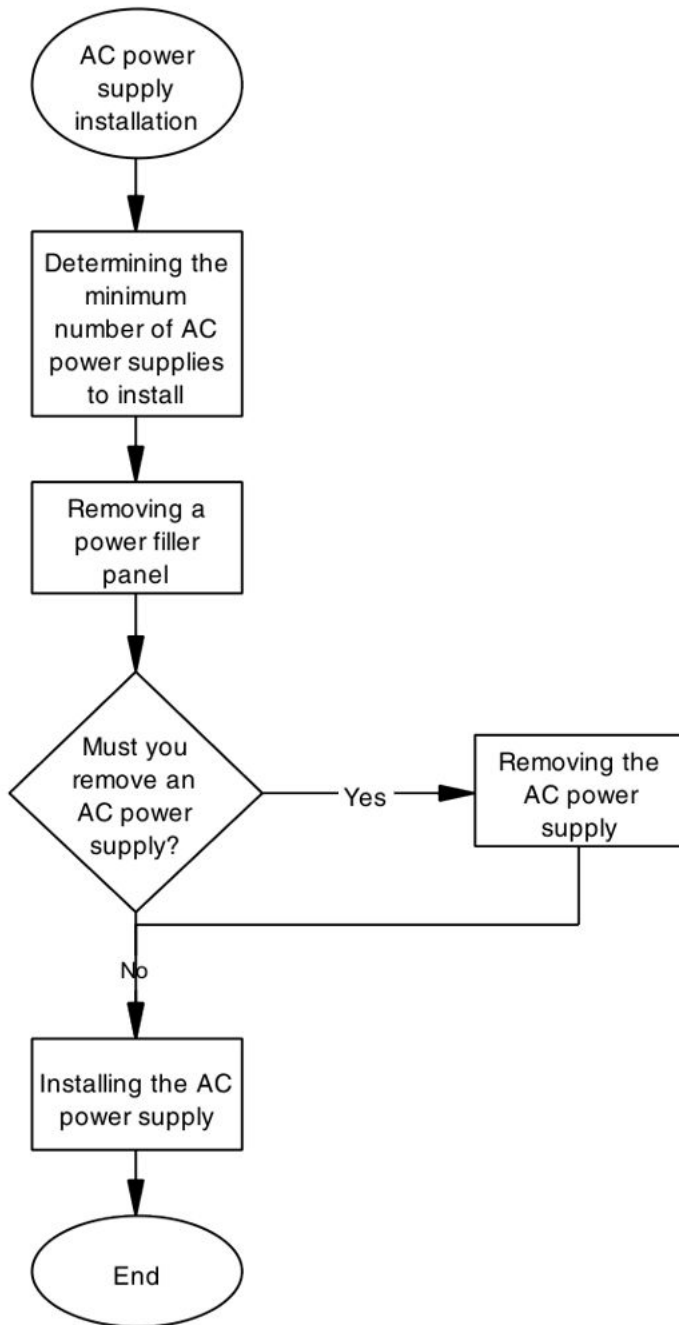 AC power
supply
installation
Determining the
minimum
number of AC
power supplies
to install
Removing a
power filler
panel
Must you
remove an
AC power
supply?
Yes
Removing the
AC power
supply
No
Installing the AC
power supply
End